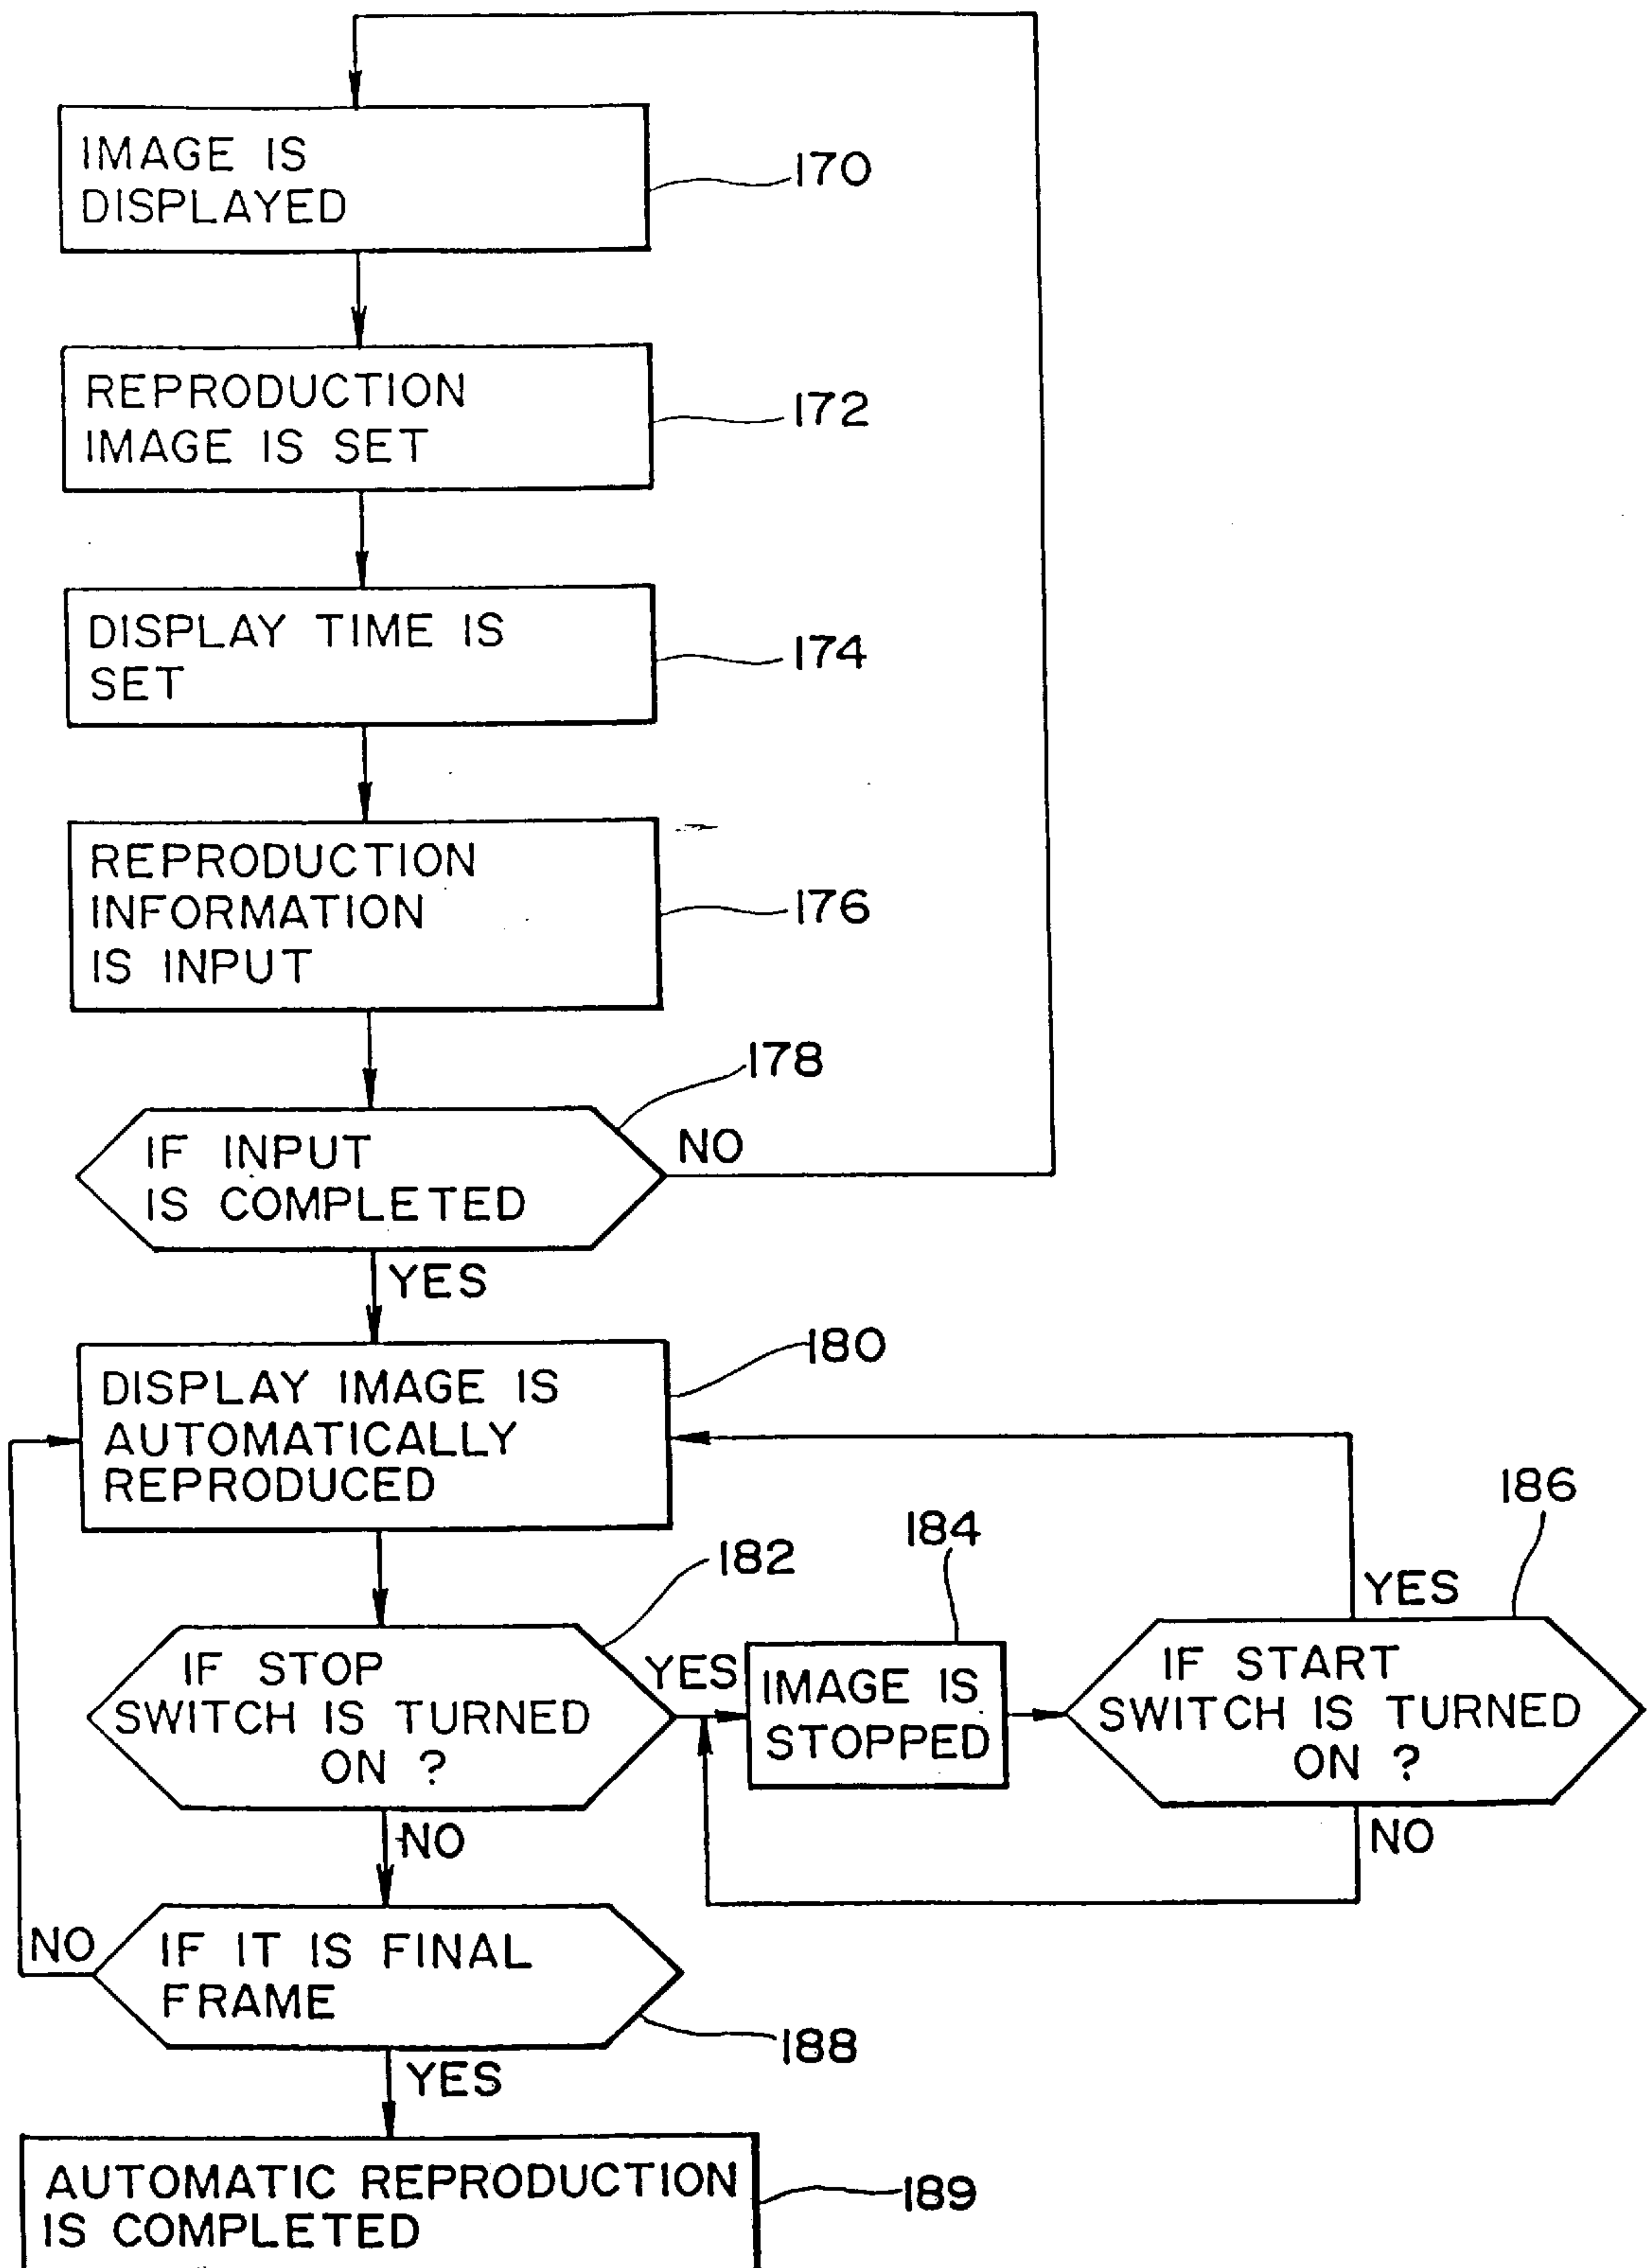 IMAGE IS
DISPLAYED
170
REPRODUCTION
IMAGE IS SET
172
DISPLAY TIME IS
SET
174
REPRODUCTION
INFORMATION
IS INPUT
176
178
IF INPUT
IS COMPLETED
NO
YES
180
DISPLAY IMAGE IS
AUTOMATICALLY
REPRODUCED
182
IF STOP
SWITCH IS TURNED
ON ?
YES
184
IMAGE IS
STOPPED
186
YES
IF START
SWITCH IS TURNED
ON ?
NO
NO
NO
IF IT IS FINAL
FRAME
188
YES
AUTOMATIC REPRODUCTION
IS COMPLETED
189